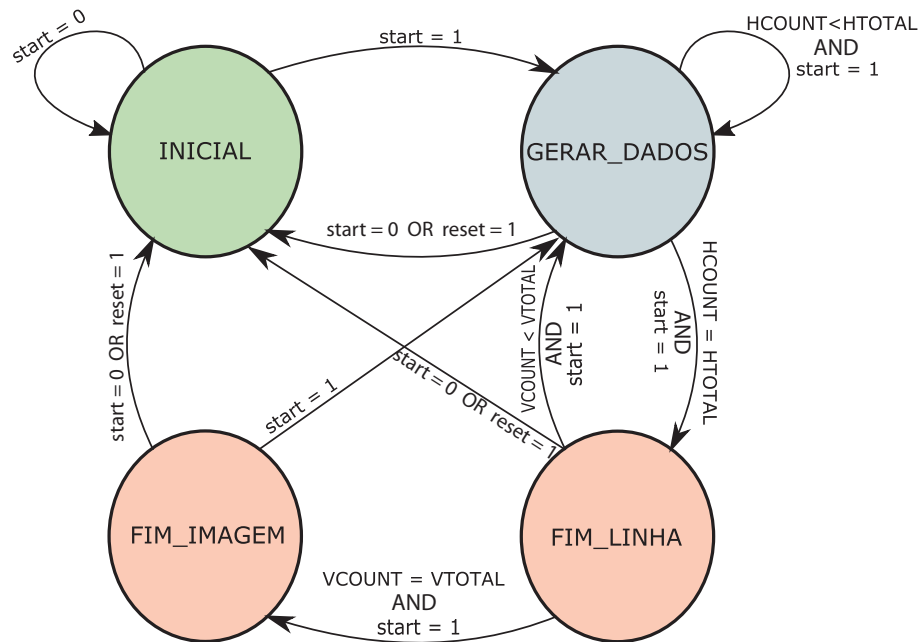 start = 0
start = 1
HCOUNT<HTOTAL
AND
start = 1
INICIAL
GERAR_DADOS
start = 0 OR reset = 1
start = 0 OR reset = 1
start = 1
start = 0 OR reset = 1
VCOUNT < VTOTAL
AND
start = 1
HCOUNT = HTOTAL
AND
start = 1
FIM_IMAGEM
FIM_LINHA
VCOUNT = VTOTAL
AND
start = 1